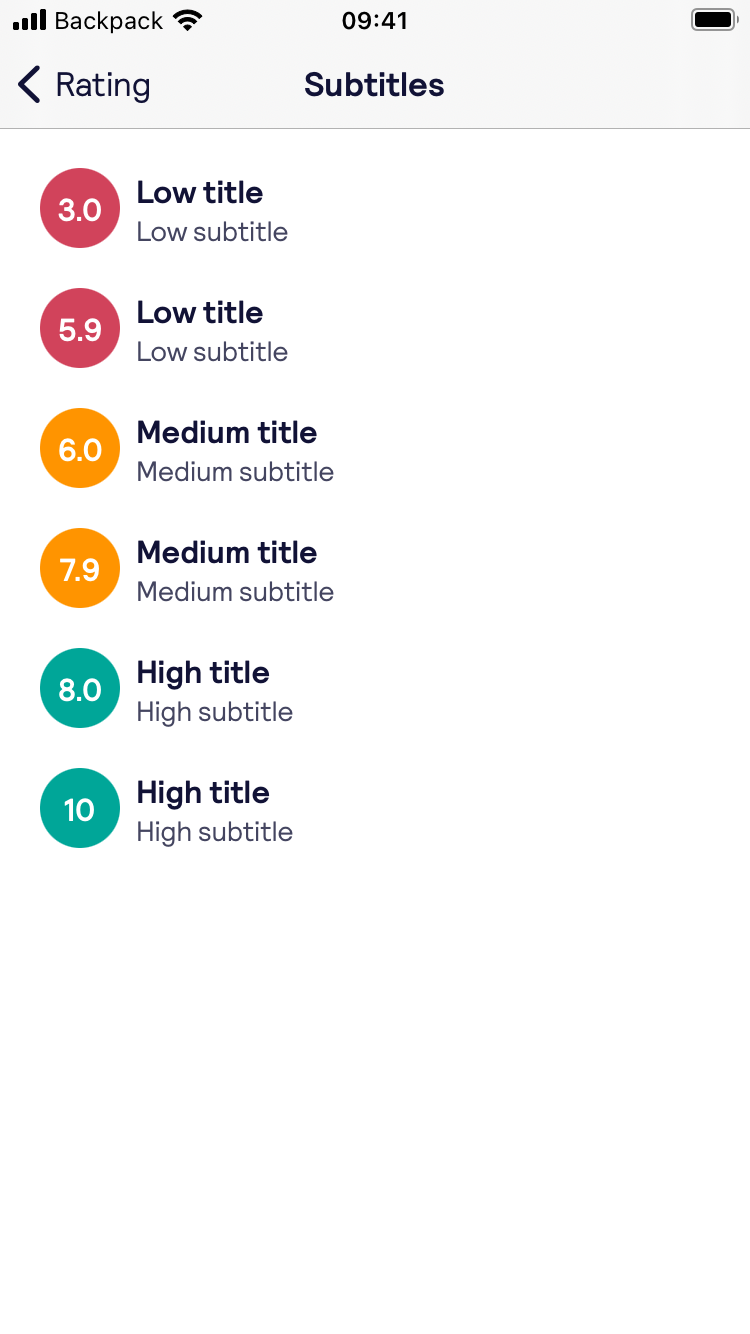 Backpack 09:41
Rating Subtitles
3.0 Low title
Low subtitle
5.9 Low title
Low subtitle
6.0 Medium title
Medium subtitle
7.9 Medium title
Medium subtitle
8.0 High title
High subtitle
10 High title
High subtitle